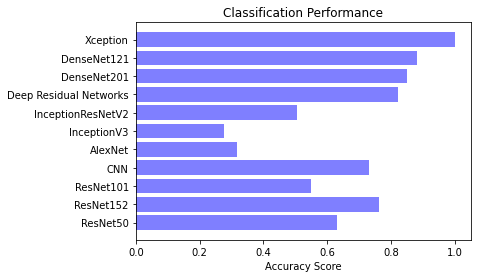 Classification Performance
Xception
DenseNet121
DenseNet201
Deep Residual Networks
InceptionResNetV2
InceptionV3
AlexNet
CNN
ResNet101
ResNet152
ResNet50
0.0 0.2 0.4 0.6 0.8 1.0
Accuracy Score